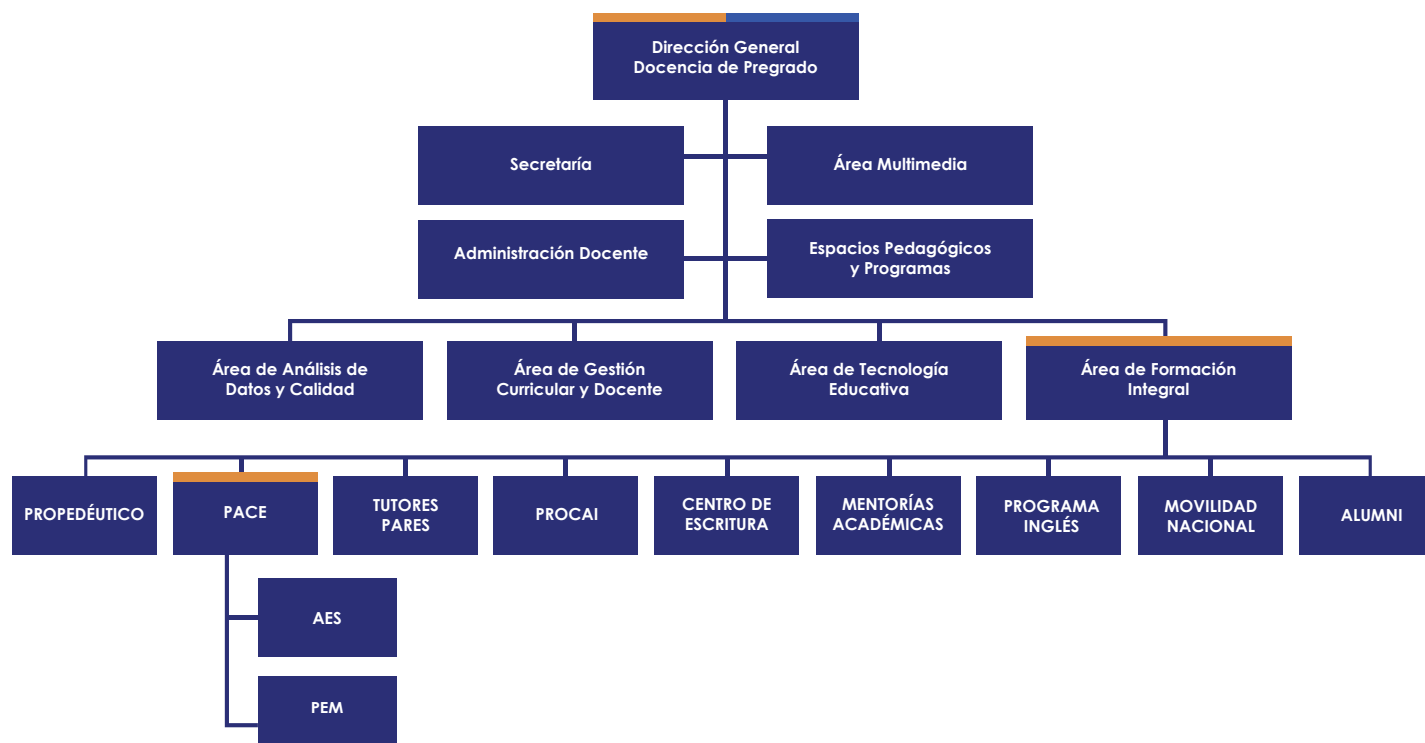 Dirección General
Docencia de Pregrado
Secretaría
Área Multimedia
Administración Docente
Espacios Pedagógicos
y Programas
Área de Análisis de
Datos y Calidad
Área de Gestión
Curricular y Docente
Área de Tecnología
Educativa
Área de Formación
Integral
PROPEDÉUTICO
PACE
TUTORES
PARES
PROCAI
CENTRO DE
ESCRITURA
MENTORÍAS
ACADÉMICAS
PROGRAMA
INGLÉS
MOVILIDAD
NACIONAL
ALUMNI
AES
PEM